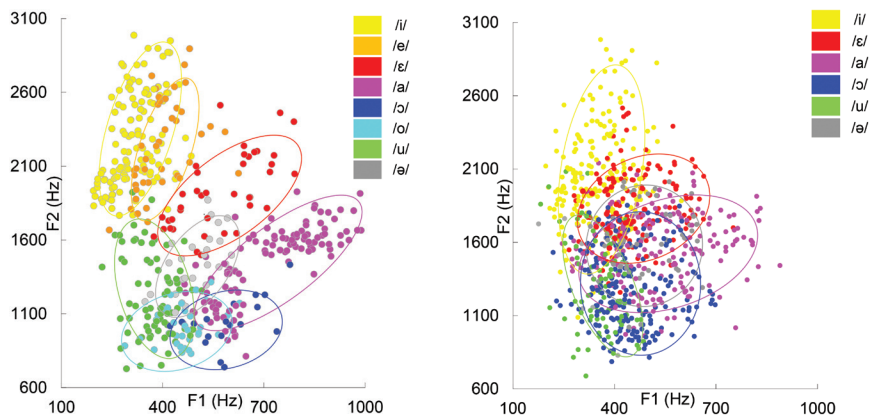 3100
2600
2100
1600
1100
600
F2 (Hz)
100
400
700
1000
F1 (Hz)
/i/
/e/
/ɛ/
/a/
/ɔ/
/o/
/u/
/ə/
3100
2600
2100
1600
1100
600
F2 (Hz)
100
400
700
1000
F1 (Hz)
/i/
/ɛ/
/a/
/ɔ/
/u/
/ə/